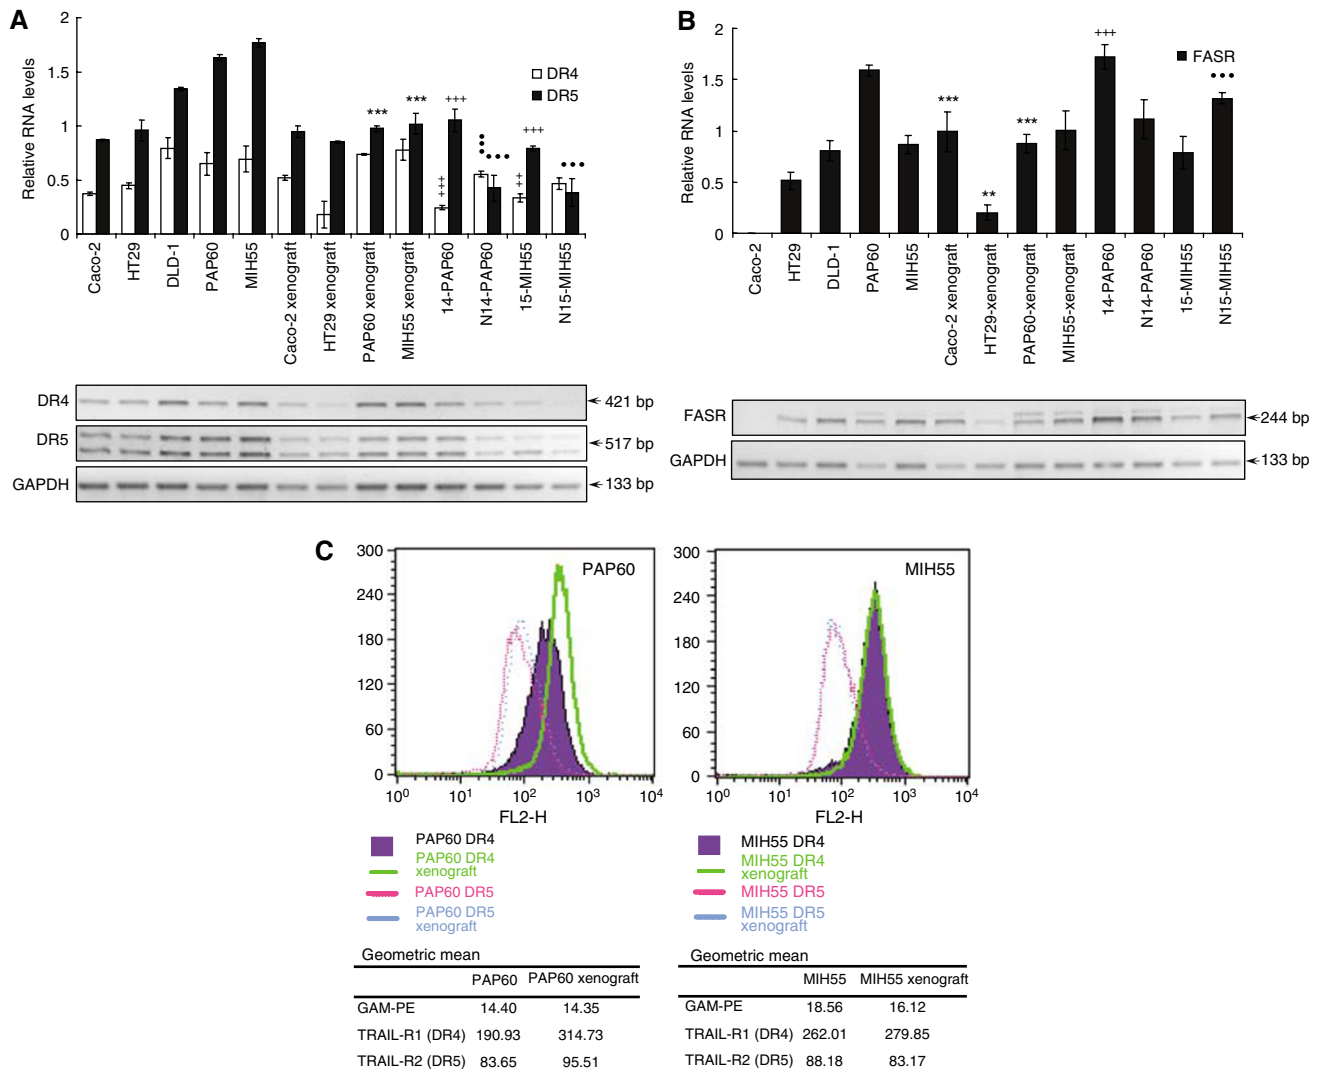 A
Relative RNA levels
2
1.5
1
0.5
0
DR4
DR5
***
***
+++
+++
++
•••
•••
+++
•••
Caco-2
HT29
DLD-1
PAP60
MIH55
Caco-2 xenograft
HT29 xenograft
PAP60 xenograft
MIH55 xenograft
14-PAP60
N14-PAP60
15-MIH55
N15-MIH55
DR4
421 bp
DR5
517 bp
GAPDH
133 bp
B
Relative RNA levels
2
1.5
1
0.5
0
FASR
***
**
***
+++
•••
Caco-2
HT29
DLD-1
PAP60
MIH55
Caco-2 xenograft
HT29-xenograft
PAP60-xenograft
MIH55-xenograft
14-PAP60
N14-PAP60
15-MIH55
N15-MIH55
FASR
244 bp
GAPDH
133 bp
C
300
240
180
120
60
0
PAP60
10⁰ 10¹ 10² 10³ 10⁴
FL2-H
PAP60 DR4
PAP60 DR4
xenograft
PAP60 DR5
PAP60 DR5
xenograft
Geometric mean
PAP60 PAP60 xenograft
GAM-PE 14.40 14.35
TRAIL-R1 (DR4) 190.93 314.73
TRAIL-R2 (DR5) 83.65 95.51
300
240
180
120
60
0
MIH55
10⁰ 10¹ 10² 10³ 10⁴
FL2-H
MIH55 DR4
MIH55 DR4
xenograft
MIH55 DR5
MIH55 DR5
xenograft
Geometric mean
MIH55 MIH55 xenograft
GAM-PE 18.56 16.12
TRAIL-R1 (DR4) 262.01 279.85
TRAIL-R2 (DR5) 88.18 83.17